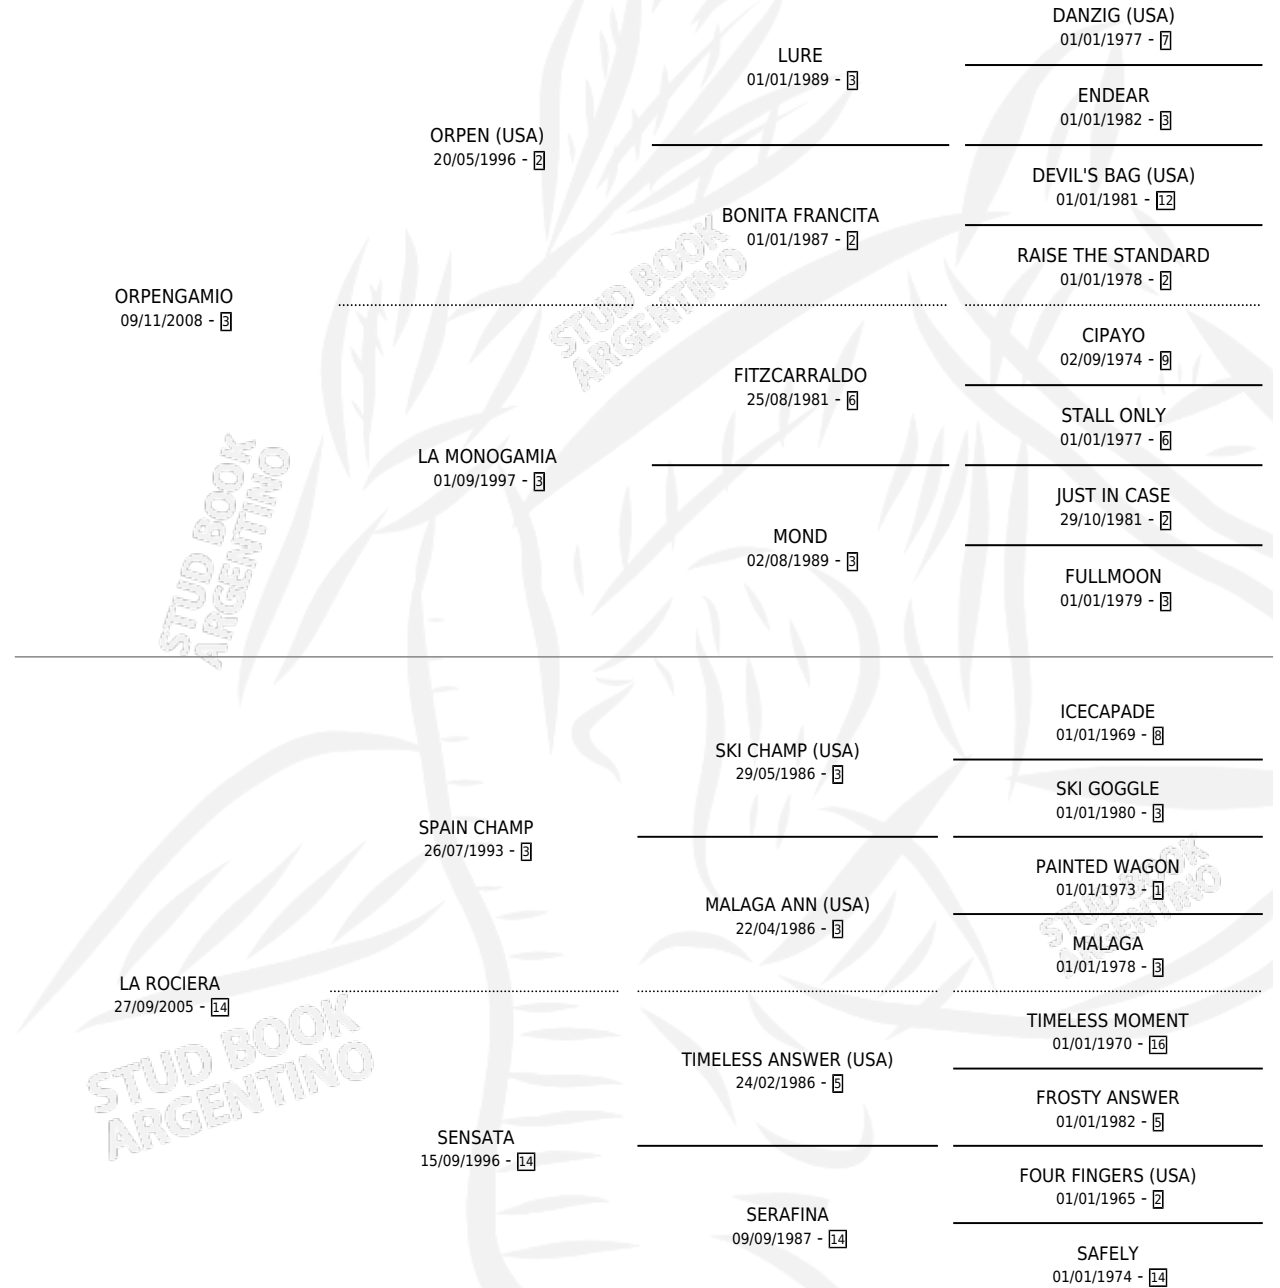 DANZIG (USA)
01/01/1977 - 7
LURE
01/01/1989 - 3
ENDEAR
01/01/1982 - 3
ORPEN (USA)
20/05/1996 - 2
DEVIL'S BAG (USA)
01/01/1981 - 12
BONITA FRANCITA
01/01/1987 - 2
RAISE THE STANDARD
01/01/1978 - 2
ORPENGAMIO
09/11/2008 - 3
STUD BOOK
ARGENTINO
CIPAYO
02/09/1974 - 9
FITZCARRALDO
25/08/1981 - 6
STALL ONLY
01/01/1977 - 6
LA MONOGAMIA
01/09/1997 - 3
JUST IN CASE
29/10/1981 - 2
MOND
02/08/1989 - 3
FULLMOON
01/01/1979 - 3
STUD BOOK
ARGENTINO
ICECAPADE
01/01/1969 - 8
SKI CHAMP (USA)
29/05/1986 - 3
SKI GOGGLE
01/01/1980 - 3
SPAIN CHAMP
26/07/1993 - 3
PAINTED WAGON
01/01/1973 - 1
MALAGA ANN (USA)
22/04/1986 - 3
MALAGA
01/01/1978 - 3
STUD BOOK
ARGENTINO
LA ROCIERA
27/09/2005 - 14
TIMELESS MOMENT
01/01/1970 - 16
TIMELESS ANSWER (USA)
24/02/1986 - 5
FROSTY ANSWER
01/01/1982 - 5
STUD BOOK
ARGENTINO
SENSATA
15/09/1996 - 14
FOUR FINGERS (USA)
01/01/1965 - 2
SERAFINA
09/09/1987 - 14
SAFELY
01/01/1974 - 14